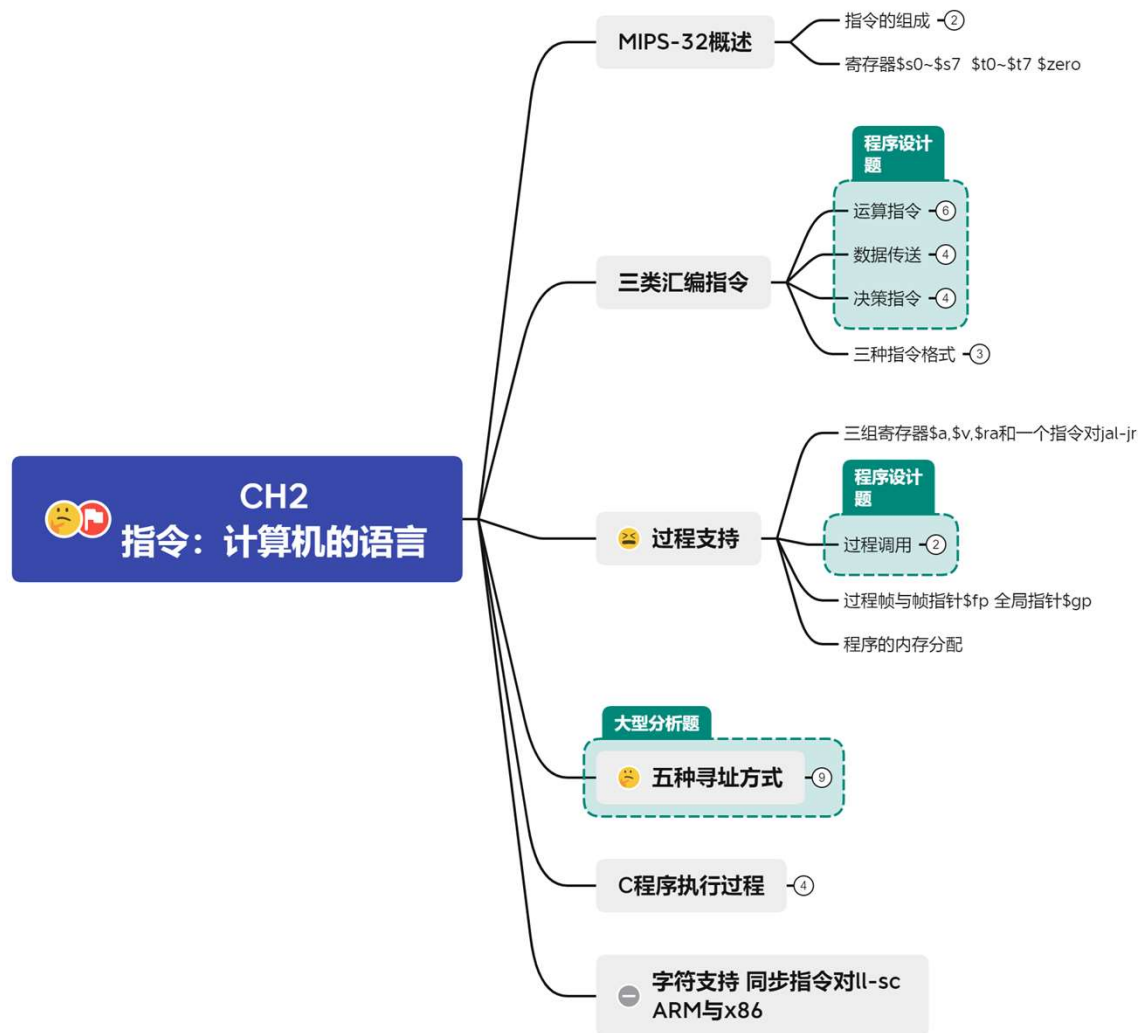 CH2
指令：计算机的语言
MIPS-32概述
指令的组成 2
寄存器$s0~$s7 $t0~$t7 $zero
三类汇编指令
程序设计
题
运算指令 6
数据传送 4
决策指令 4
三种指令格式 3
过程支持
三组寄存器$a,$v,$ra和一个指令对jal-jr
程序设计
题
过程调用 2
过程帧与帧指针$fp 全局指针$gp
程序的内存分配
大型分析题
五种寻址方式 9
C程序执行过程 4
字符支持 同步指令对ll-sc
ARM与x86